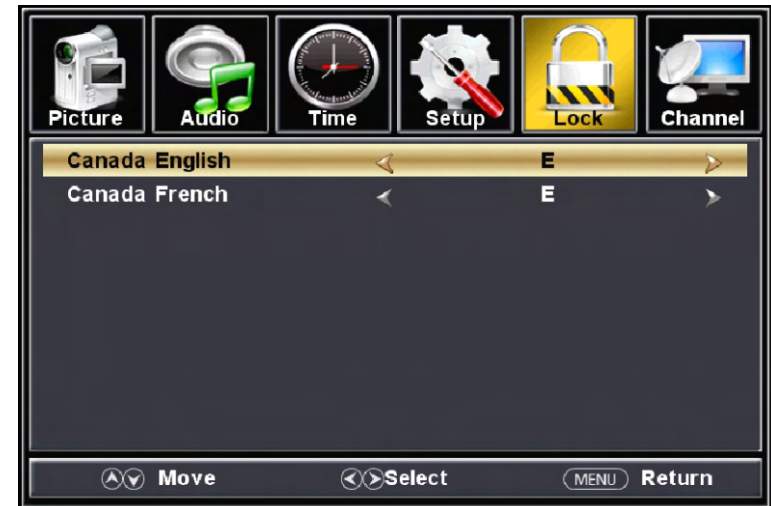 Picture Audio Time Setup Lock Channel
Canada English E
Canada French E
Move Select MENU Return